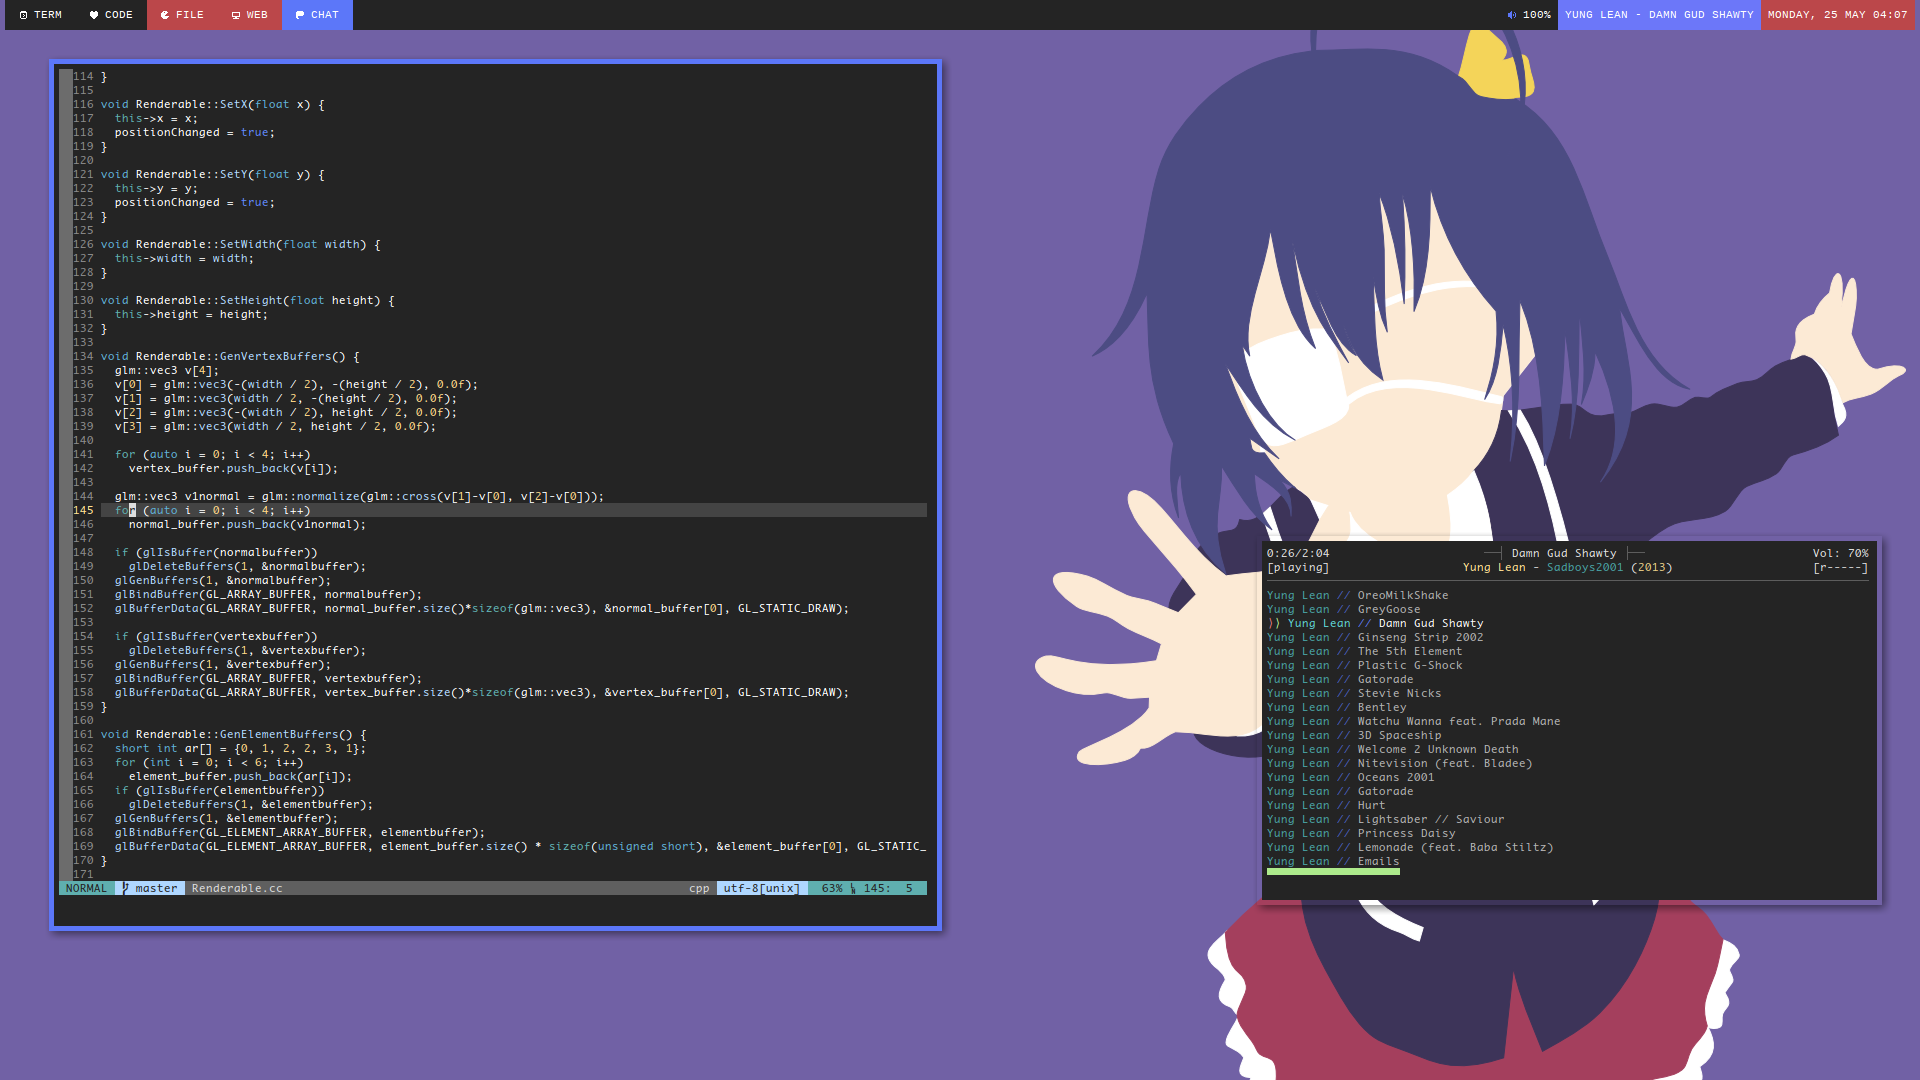 TERM CODE FILE WEB CHAT 100% YUNG LEAN - DAMN GUD SHAWTY MONDAY, 25 MAY 04:07
114 }
115
116 void Renderable::SetX(float x) {
117   this->x = x;
118   positionChanged = true;
119 }
120
121 void Renderable::SetY(float y) {
122   this->y = y;
123   positionChanged = true;
124 }
125
126 void Renderable::SetWidth(float width) {
127   this->width = width;
128 }
129
130 void Renderable::SetHeight(float height) {
131   this->height = height;
132 }
133
134 void Renderable::GenVertexBuffers() {
135   glm::vec3 v[4];
136   v[0] = glm::vec3(-(width / 2), -(height / 2), 0.0f);
137   v[1] = glm::vec3(width / 2, -(height / 2), 0.0f);
138   v[2] = glm::vec3(-(width / 2), height / 2, 0.0f);
139   v[3] = glm::vec3(width / 2, height / 2, 0.0f);
140
141   for (auto i = 0; i < 4; i++)
142     vertex_buffer.push_back(v[i]);
143
144   glm::vec3 v1normal = glm::normalize(glm::cross(v[1]-v[0], v[2]-v[0]));
145   for (auto i = 0; i < 4; i++)
146     normal_buffer.push_back(v1normal);
147
148   if (glIsBuffer(normalbuffer))
149     glDeleteBuffers(1, &normalbuffer);
150   glGenBuffers(1, &normalbuffer);
151   glBindBuffer(GL_ARRAY_BUFFER, normalbuffer);
152   glBufferData(GL_ARRAY_BUFFER, normal_buffer.size()*sizeof(glm::vec3), &normal_buffer[0], GL_STATIC_DRAW);
153
154   if (glIsBuffer(vertexbuffer))
155     glDeleteBuffers(1, &vertexbuffer);
156   glGenBuffers(1, &vertexbuffer);
157   glBindBuffer(GL_ARRAY_BUFFER, vertexbuffer);
158   glBufferData(GL_ARRAY_BUFFER, vertex_buffer.size()*sizeof(glm::vec3), &vertex_buffer[0], GL_STATIC_DRAW);
159 }
160
161 void Renderable::GenElementBuffers() {
162   short int ar[] = {0, 1, 2, 2, 3, 1};
163   for (int i = 0; i < 6; i++)
164     element_buffer.push_back(ar[i]);
165   if (glIsBuffer(elementbuffer))
166     glDeleteBuffers(1, &elementbuffer);
167   glGenBuffers(1, &elementbuffer);
168   glBindBuffer(GL_ELEMENT_ARRAY_BUFFER, elementbuffer);
169   glBufferData(GL_ELEMENT_ARRAY_BUFFER, element_buffer.size() * sizeof(unsigned short), &element_buffer[0], GL_STATIC_
170 }
171
NORMAL master Renderable.cc cpp utf-8[unix] 63% 145: 5
0:26/2:04 Damn Gud Shawty Vol: 70%
[playing] Yung Lean - Sadboys2001 (2013) [r-----]
Yung Lean // OreoMilkShake
Yung Lean // GreyGoose
)) Yung Lean // Damn Gud Shawty
Yung Lean // Ginseng Strip 2002
Yung Lean // The 5th Element
Yung Lean // Plastic G-Shock
Yung Lean // Gatorade
Yung Lean // Stevie Nicks
Yung Lean // Bentley
Yung Lean // Watchu Wanna feat. Prada Mane
Yung Lean // 3D Spaceship
Yung Lean // Welcome 2 Unknown Death
Yung Lean // Nitevision (feat. Bladee)
Yung Lean // Oceans 2001
Yung Lean // Gatorade
Yung Lean // Hurt
Yung Lean // Lightsaber // Saviour
Yung Lean // Princess Daisy
Yung Lean // Lemonade (feat. Baba Stiltz)
Yung Lean // Emails